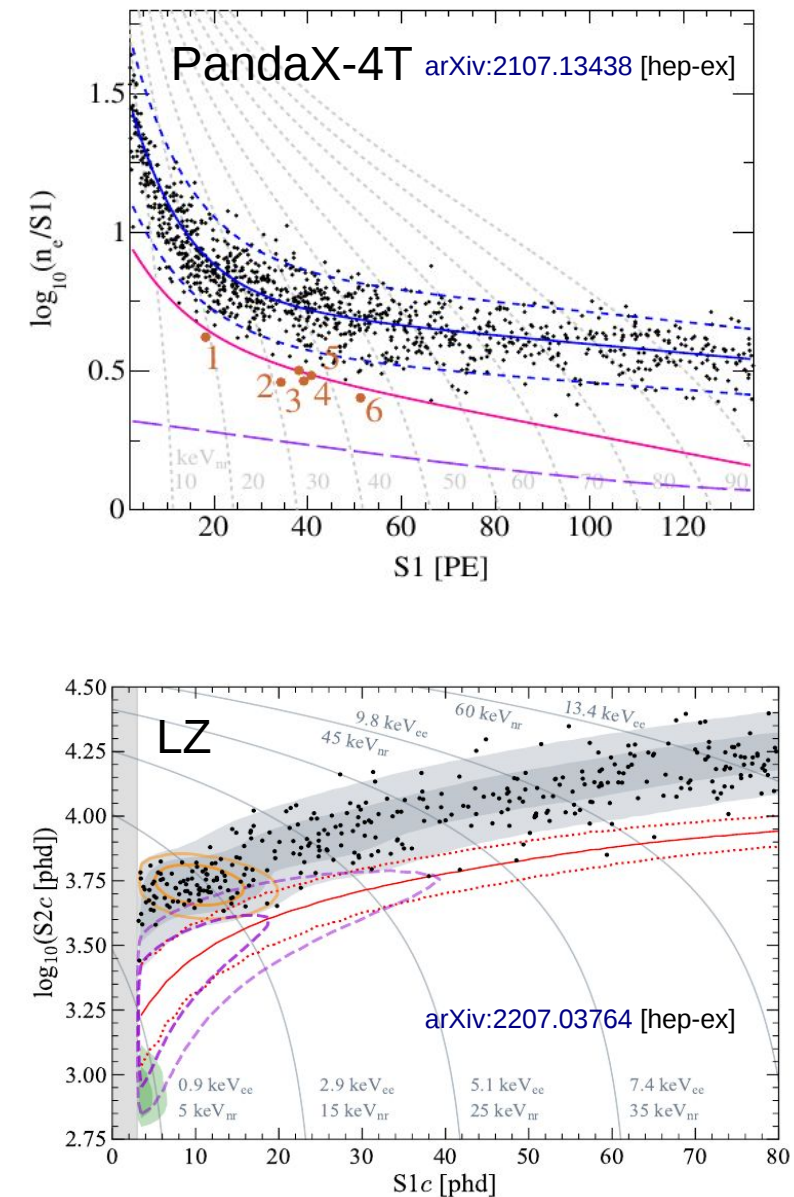 PandaX-4T arXiv:2107.13438 [hep-ex]
1.5
1
0.5
0
log10(ne/S1)
1
2
3
4
5
6
keVnr
10 20 30 40 50 60 70 80 90
20 40 60 80 100 120
S1 [PE]
4.50
4.25
4.00
3.75
3.50
3.25
3.00
2.75
log10(S2c [phd])
LZ
9.8 keVee
45 keVnr
60 keVnr
13.4 keVee
arXiv:2207.03764 [hep-ex]
0.9 keVee 2.9 keVee 5.1 keVee 7.4 keVee
5 keVnr 15 keVnr 25 keVnr 35 keVnr
0 10 20 30 40 50 60 70 80
S1c [phd]